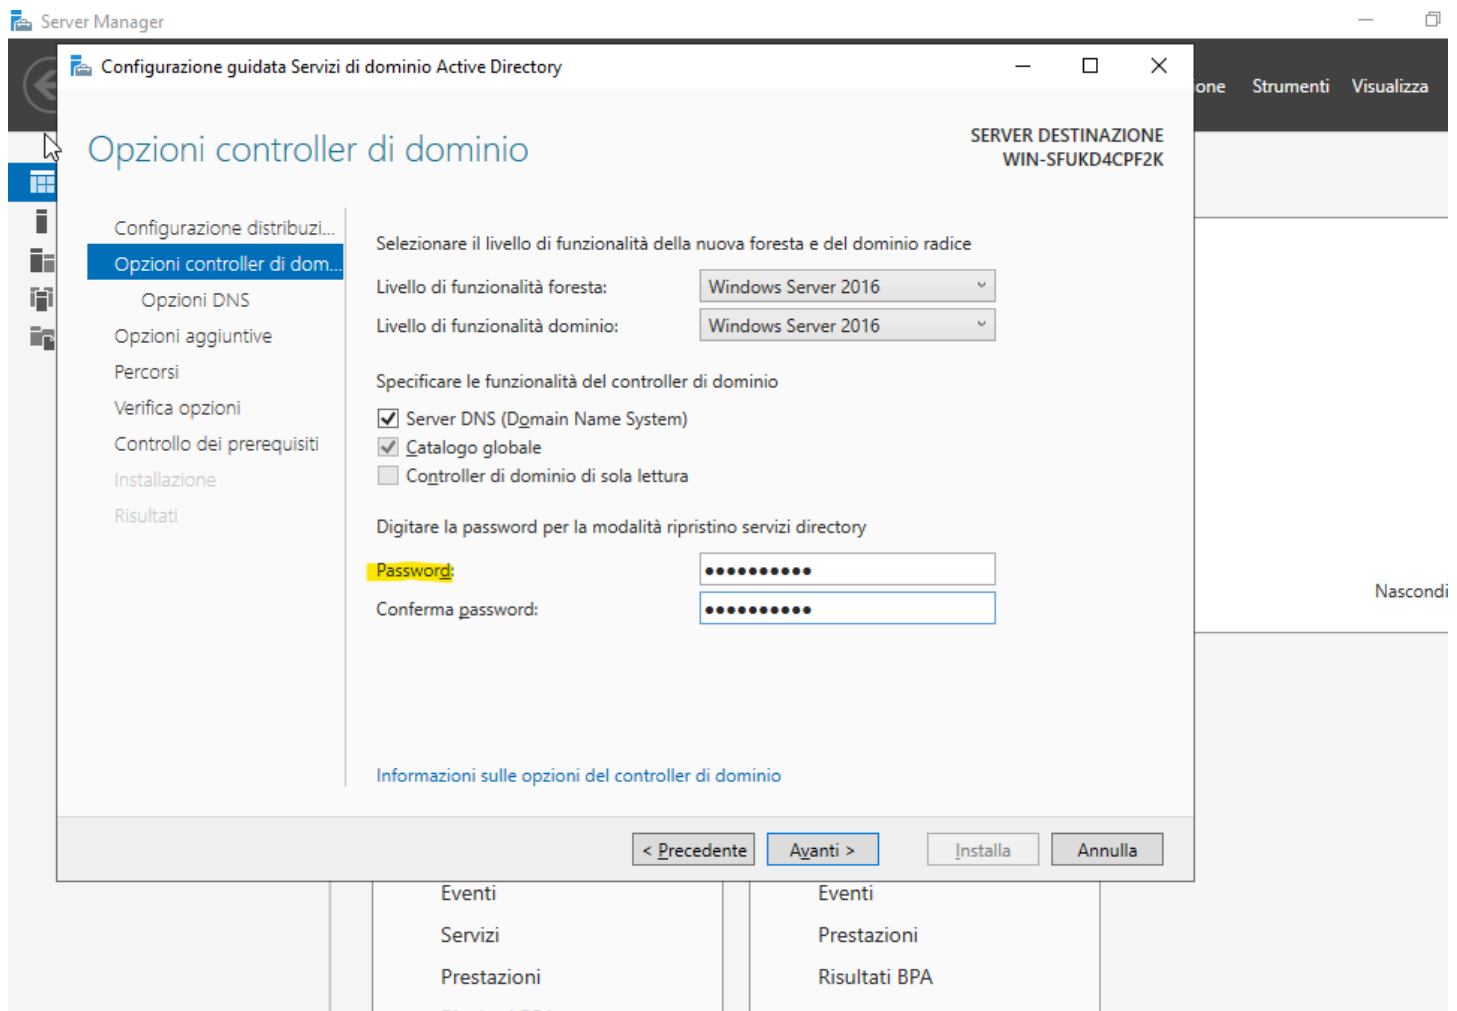 Server Manager
Configurazione guidata Servizi di dominio Active Directory
ione Strumenti Visualizza
Opzioni controller di dominio
SERVER DESTINAZIONE
WIN-SFUKD4CPF2K
Configurazione distribuzi...
Opzioni controller di dom...
Opzioni DNS
Opzioni aggiuntive
Percorsi
Verifica opzioni
Controllo dei prerequisiti
Installazione
Risultati
Selezionare il livello di funzionalità della nuova foresta e del dominio radice
Livello di funzionalità foresta: Windows Server 2016
Livello di funzionalità dominio: Windows Server 2016
Specificare le funzionalità del controller di dominio
Server DNS (Domain Name System)
Catalogo globale
Controller di dominio di sola lettura
Digitare la password per la modalità ripristino servizi directory
Password: ••••••••••
Conferma password: ••••••••••
Informazioni sulle opzioni del controller di dominio
< Precedente Avanti > Installa Annulla
Nascondi
Eventi
Servizi
Prestazioni
Eventi
Prestazioni
Risultati BPA